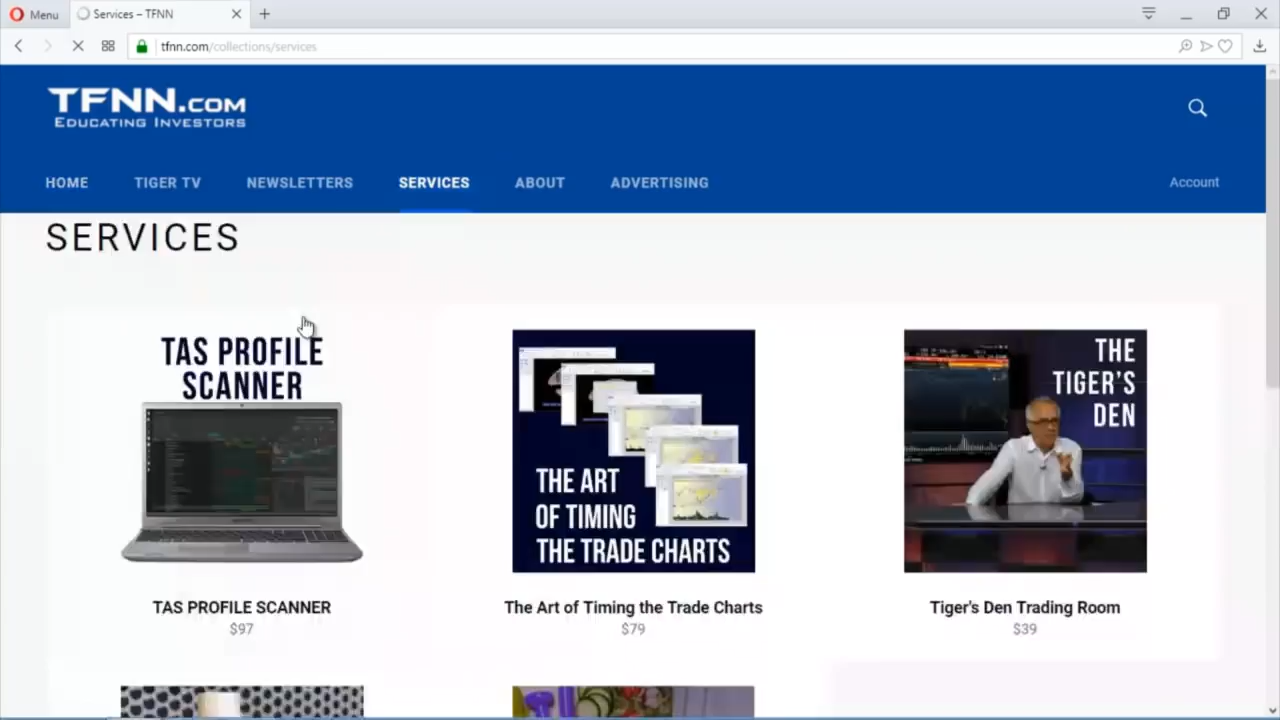 Menu
Services – TFNN
tfnn.com/collections/services
TFNN.COM
EDUCATING INVESTORS
HOME
TIGER TV
NEWSLETTERS
SERVICES
ABOUT
ADVERTISING
Account
SERVICES
TAS PROFILE
SCANNER
THE ART
OF TIMING
THE TRADE CHARTS
THE
TIGER'S
DEN
TAS PROFILE SCANNER
$97
The Art of Timing the Trade Charts
$79
Tiger's Den Trading Room
$39